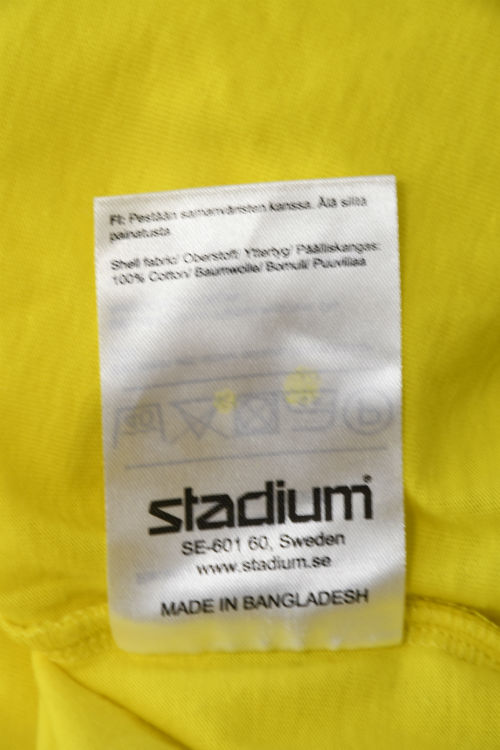 FI: Pestään samanväristen kanssa. Älä silitä
painatusta
Shell fabric/ Oberstoff/ Yttertyg/ Päälliskangas:
100% Cotton/ Baumwolle/ Bomull/ Puuvillaa
stadium
SE-601 60, Sweden
www.stadium.se
MADE IN BANGLADESH